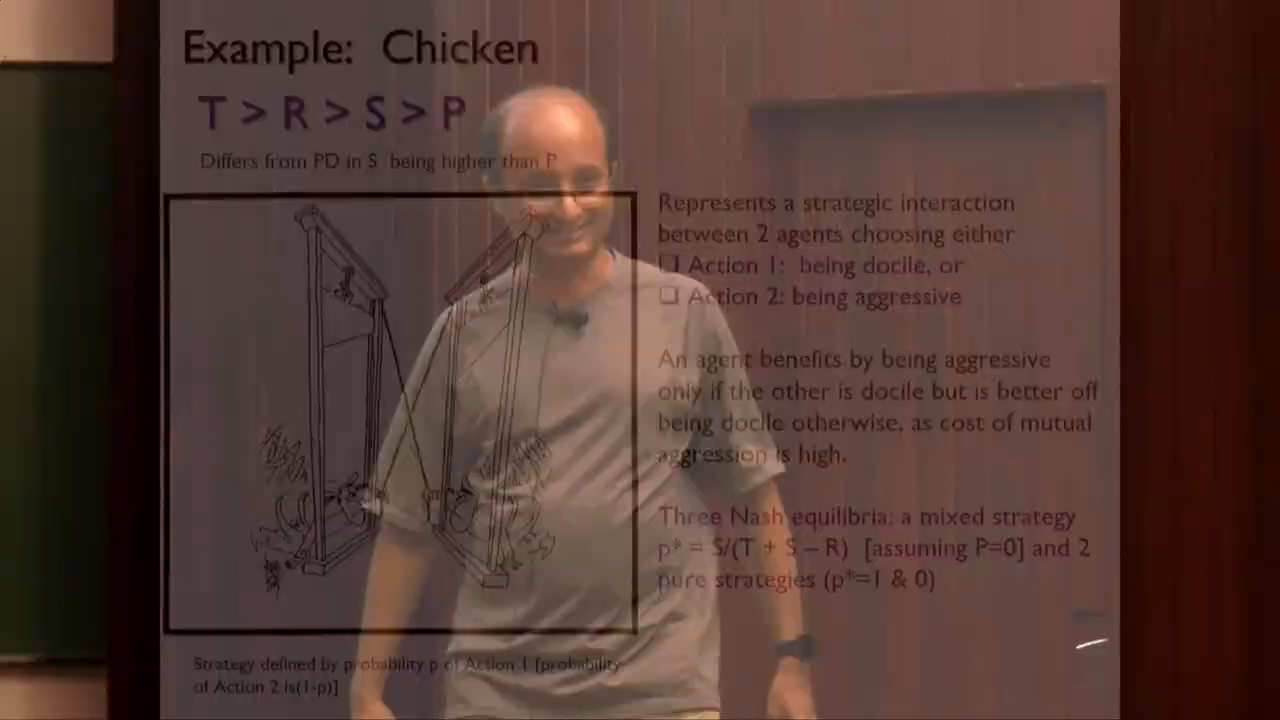 Example: Chicken
T > R > S > P
Differs from PD in S being higher than P
Represents a strategic interaction
between 2 agents choosing either
❑ Action 1: being docile, or
❑ Action 2: being aggressive
An agent benefits by being aggressive
only if the other is docile but is better off
being docile otherwise, as cost of mutual
aggression is high.
Three Nash equilibria: a mixed strategy
p* = S/(T + S – R) [assuming P=0] and 2
pure strategies (p*=1 & 0)
Strategy defined by probability p of Action 1 [probability
of Action 2 is(1-p)]